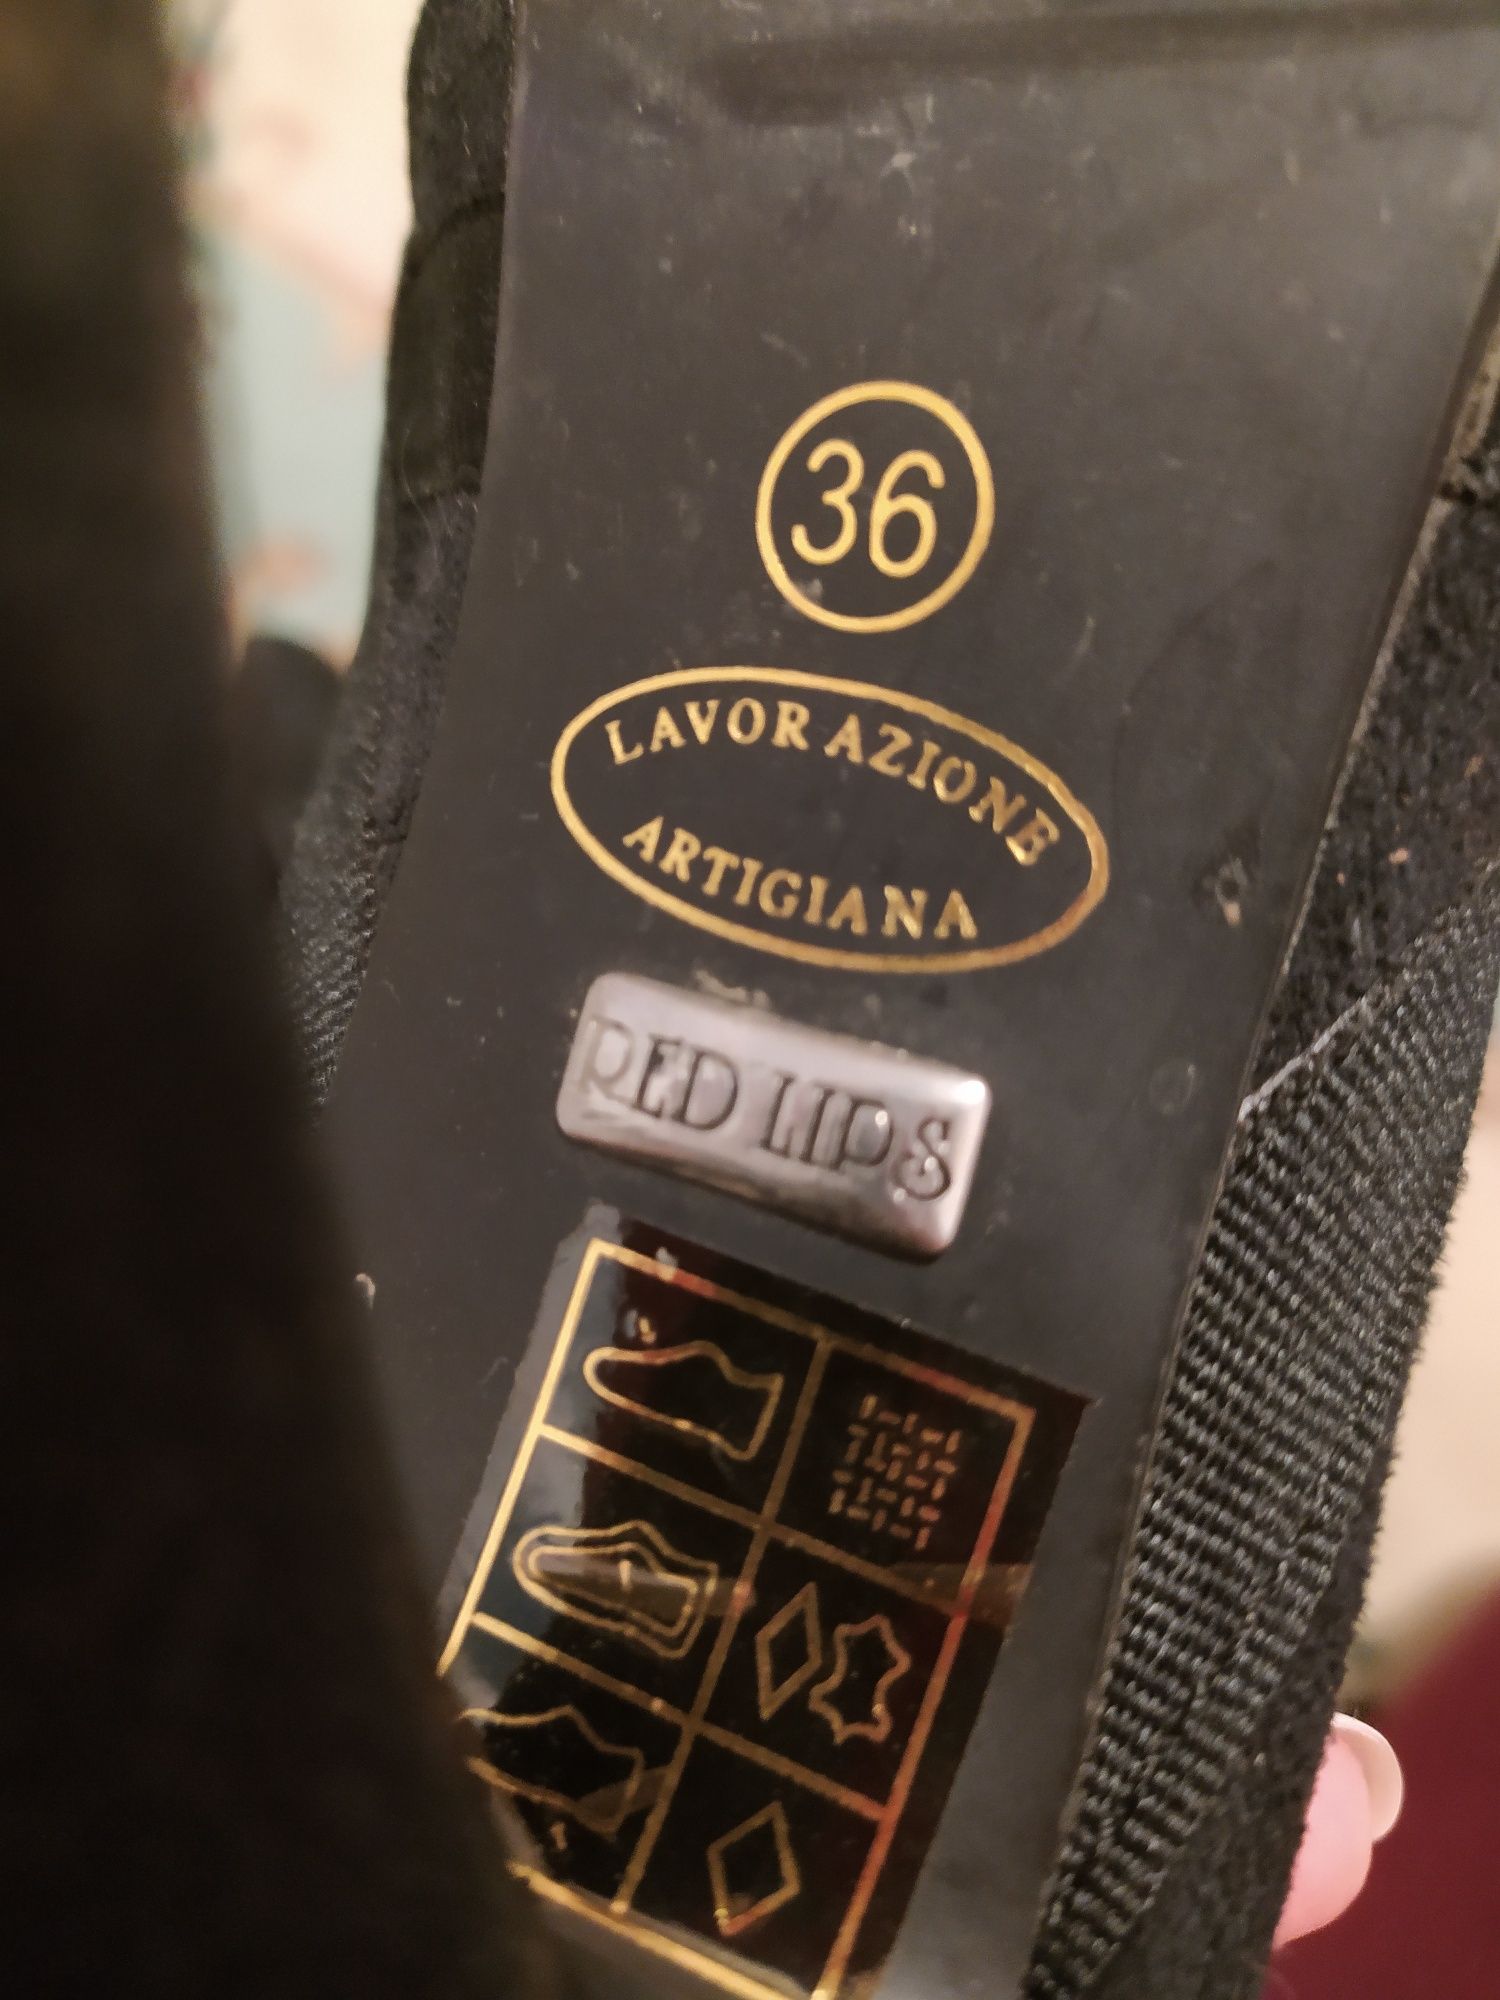 36
LAVORAZIONE
ARTIGIANA
RED LIPS